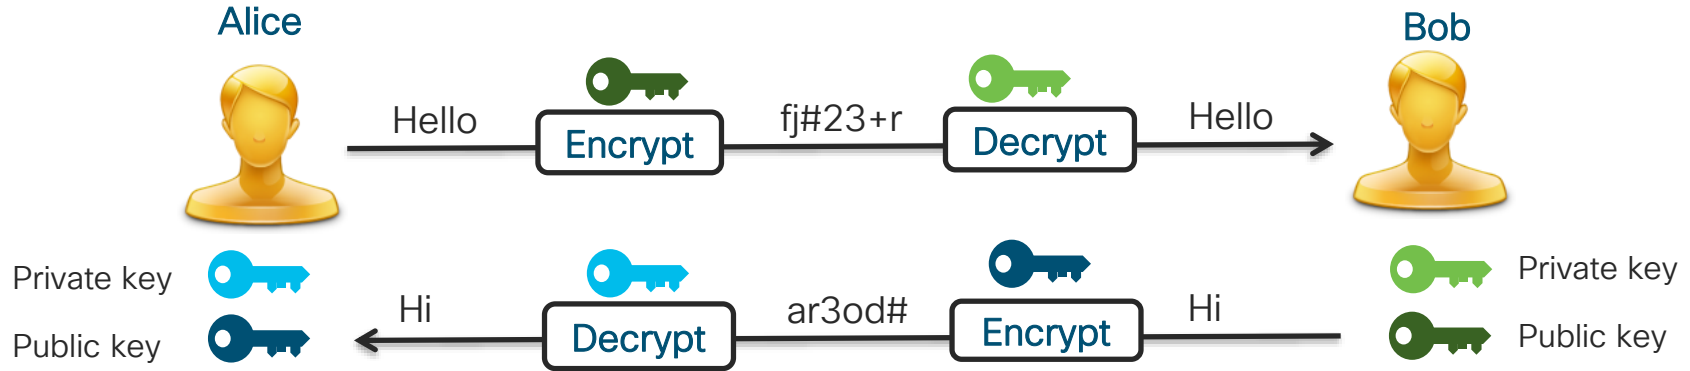 Alice
Bob
Hello
Encrypt
fj#23+r
Decrypt
Hello
Private key
Private key
Hi
Decrypt
ar3od#
Encrypt
Hi
Public key
Public key